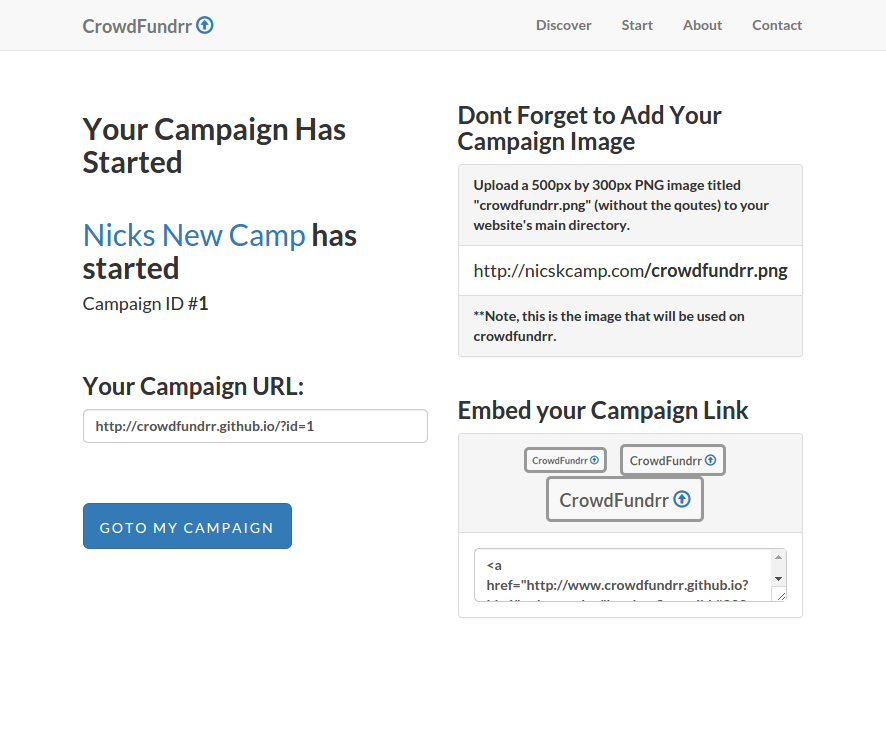 CrowdFundrr
Discover Start About Contact
Your Campaign Has
Started
Nicks New Camp has
started
Campaign ID #1
Your Campaign URL:
http://crowdfundrr.github.io/?id=1
GOTO MY CAMPAIGN
Dont Forget to Add Your
Campaign Image
Upload a 500px by 300px PNG image titled
"crowdfundrr.png" (without the qoutes) to your
website's main directory.
http://nicskcamp.com/crowdfundrr.png
**Note, this is the image that will be used on
crowdfundrr.
Embed your Campaign Link
CrowdFundrr CrowdFundrr
CrowdFundrr
<a
href="http://www.crowdfundrr.github.io?